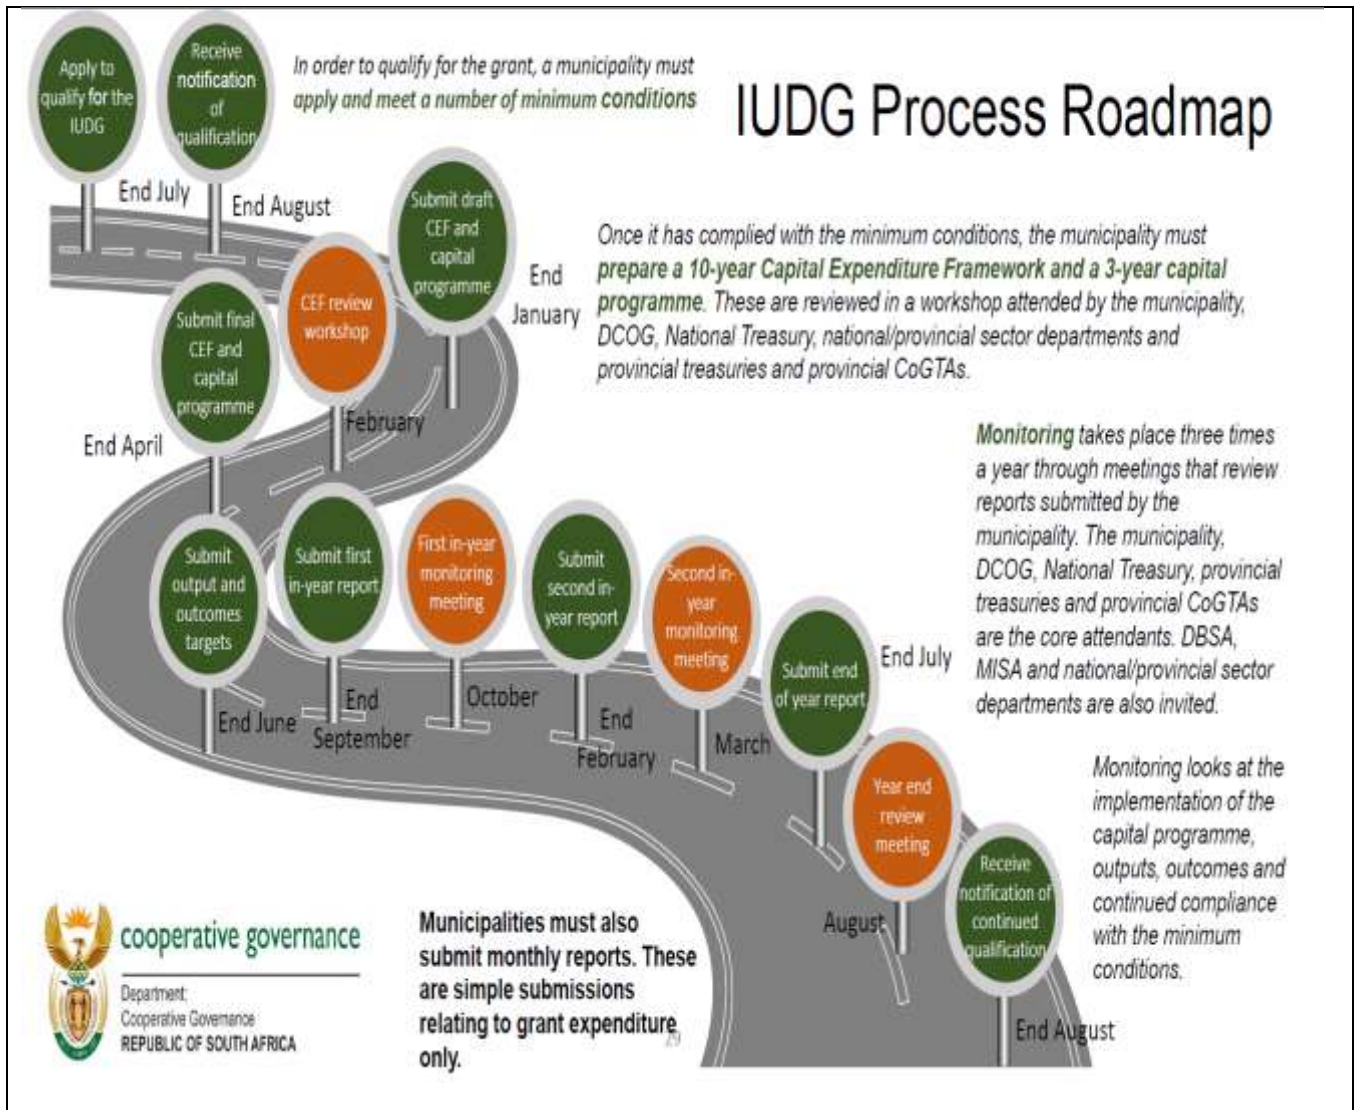 IUDG Process Roadmap
Apply to
qualify for the
IUDG
End July
Receive
notification
of
qualification
End August
In order to qualify for the grant, a municipality must
apply and meet a number of minimum conditions
Submit draft
CEF and
capital
programme
End
January
Once it has complied with the minimum conditions, the municipality must
prepare a 10-year Capital Expenditure Framework and a 3-year capital
programme. These are reviewed in a workshop attended by the municipality,
DCOG, National Treasury, national/provincial sector departments and
provincial treasuries and provincial CoGTAs.
CEF review
workshop
February
Submit final
CEF and
capital
programme
End April
Submit
output and
outcomes
targets
End June
Submit first
in-year report
End
September
First in-year
monitoring
meeting
October
Submit
second in-
year report
End
February
Second in-
year
monitoring
meeting
March
Submit end
of year report
End July
Monitoring takes place three times
a year through meetings that review
reports submitted by the
municipality. The municipality,
DCOG, National Treasury, provincial
treasuries and provincial CoGTAs
are the core attendants. DBSA,
MISA and national/provincial sector
departments are also invited.
Year end
review
meeting
August
Receive
notification of
continued
qualification
End August
Monitoring looks at the
implementation of the
capital programme,
outputs, outcomes and
continued compliance
with the minimum
conditions.
cooperative governance
Department:
Cooperative Governance
REPUBLIC OF SOUTH AFRICA
Municipalities must also
submit monthly reports. These
are simple submissions
relating to grant expenditure
only.
29